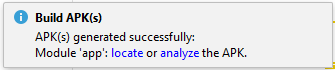 Build APK(s)
APK(s) generated successfully:
Module 'app': locate or analyze the APK.